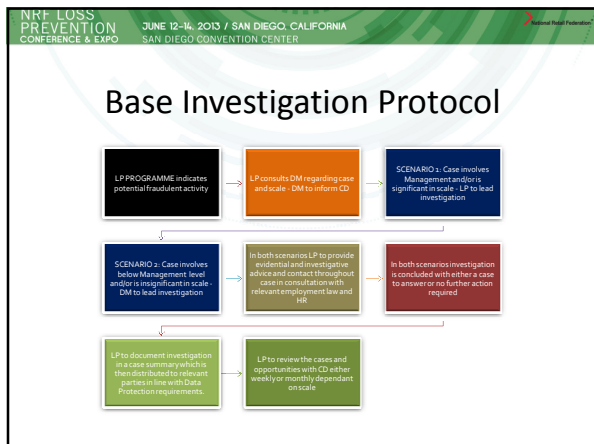 NRF LOSS
PREVENTION
CONFERENCE & EXPO
JUNE 12-14, 2013 / SAN DIEGO, CALIFORNIA
SAN DIEGO CONVENTION CENTER
National Retail Federation
Base Investigation Protocol
LP PROGRAMME indicates
potential fraudulent activity
LP consults DM regarding case
and scale - DM to inform CD
SCENARIO 1: Case involves
Management and/or is
significant in scale - LP to lead
investigation
SCENARIO 2: Case involves
below Management level
and/or is insignificant in scale -
DM to lead investigation
In both scenarios LP to provide
evidential and investigative
advice and contact throughout
case in consultation with
relevant employment law and
HR
In both scenarios investigation
is concluded with either a case
to answer or no further action
required
LP to document investigation
in a case summary which is
then distributed to relevant
parties in line with Data
Protection requirements.
LP to review the cases and
opportunities with CD either
weekly or monthly dependant
on scale